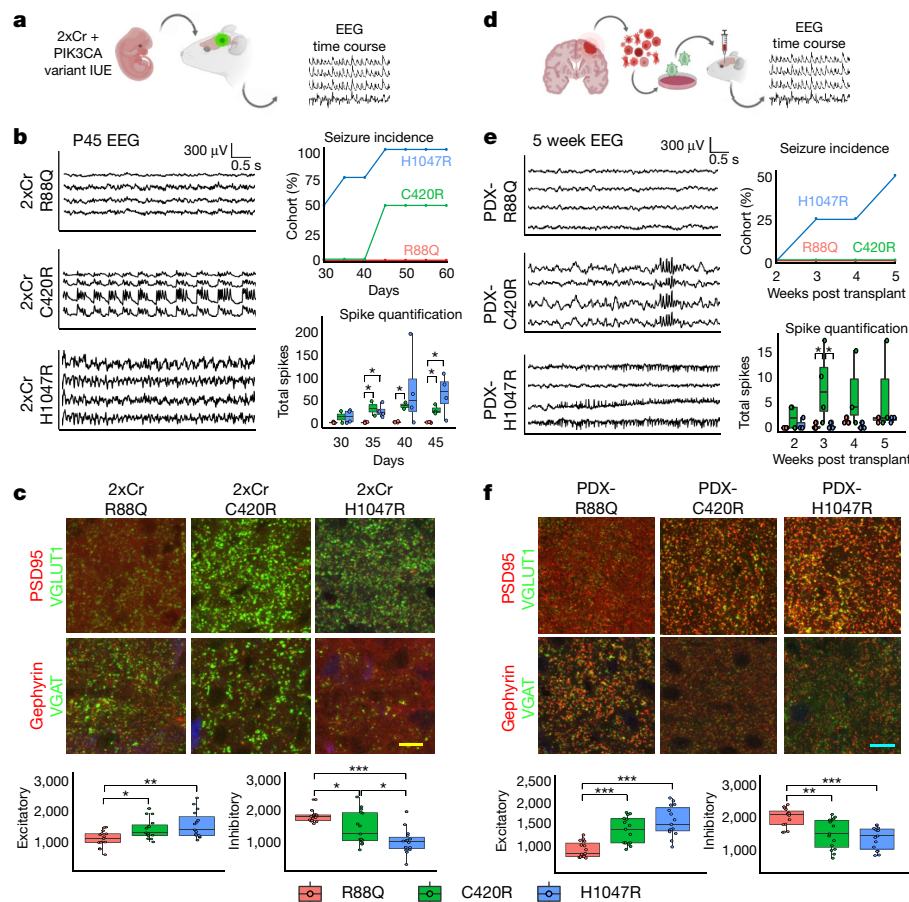 a
2xCr +
PIK3CA
variant IUE
EEG
time course
b
P45 EEG
300 µV
0.5 s
2xCr
R88Q
2xCr
C420R
2xCr
H1047R
Seizure incidence
Cohort (%)
100
75
50
25
0
H1047R
C420R
R88Q
30 40 50 60
Days
Spike quantification
Total spikes
200
150
100
50
0
* * * * *
30 35 40 45
Days
c
2xCr
R88Q
2xCr
C420R
2xCr
H1047R
PSD95
VGLUT1
Gephyrin
VGAT
Excitatory
3,000
2,000
1,000
**
*
Inhibitory
3,000
2,000
1,000
***
* *
d
EEG
time course
e
5 week EEG
300 µV
0.5 s
PDX-
R88Q
PDX-
C420R
PDX-
H1047R
Seizure incidence
Cohort (%)
50
25
0
H1047R
R88Q C420R
2 3 4 5
Weeks post transplant
Spike quantification
Total spikes
15
10
5
0
* *
2 3 4 5
Weeks post transplant
f
PDX-
R88Q
PDX-
C420R
PDX-
H1047R
PSD95
VGLUT1
Gephyrin
VGAT
Excitatory
2,500
2,000
1,500
1,000
***
***
Inhibitory
3,000
2,000
1,000
***
**
R88Q C420R H1047R